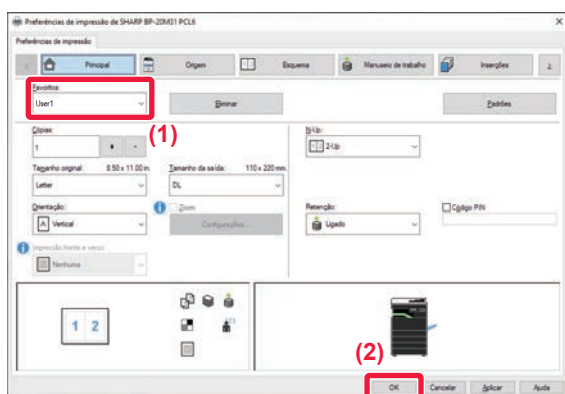 Preferências de impressão de SHARP BP-20M31 PCL6
Preferências de impressão
Principal Origem Esquema Manuseio de trabalho Inserções
Favoritos:
User1 Eliminar Padrões
(1)
Cópias: N-Up:
1 + - 2-Up
Tamanho original: 8.50 x 11.00 in. Tamanho da saída: 110 x 220 mm.
Letter DL
Orientação: Zoom Retenção: Código PIN
A Vertical Configurações... Ligado
Impressão frente e verso:
Nenhuma
1 2
(2)
OK Cancelar Aplicar Ajuda